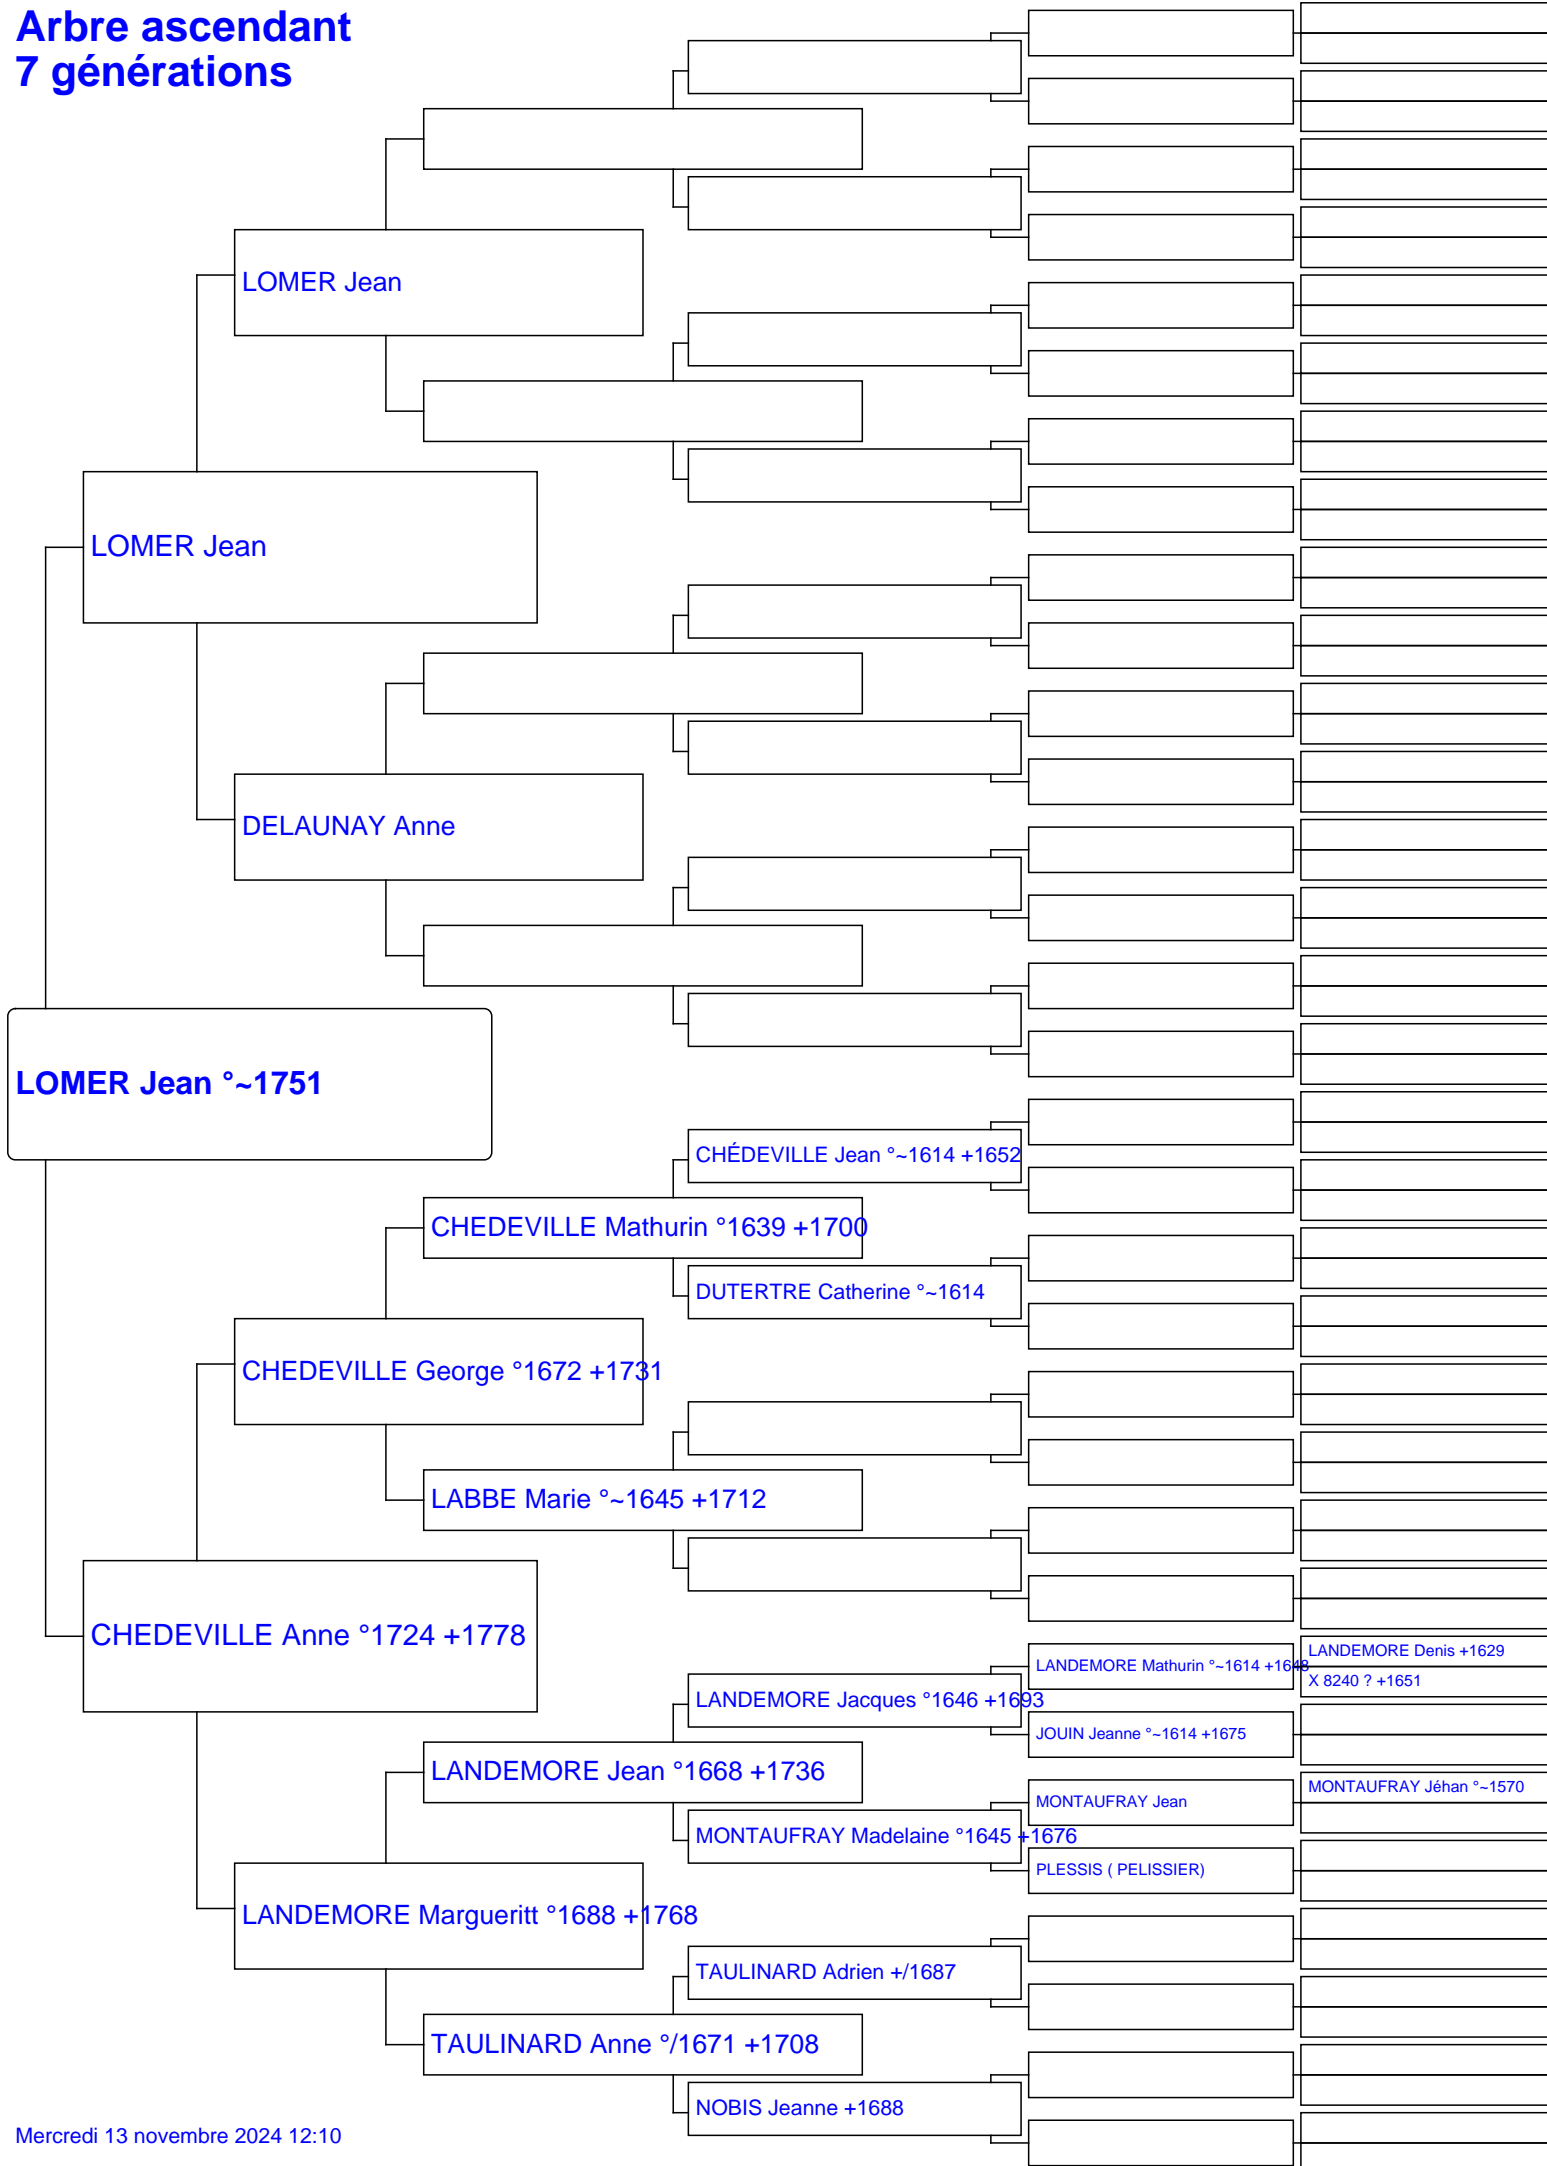 Arbre ascendant
7 générations
LOMER Jean
LOMER Jean
DELAUNAY Anne
LOMER Jean °~1751
CHÉDEVILLE Jean °~1614 +1652
CHEDEVILLE Mathurin °1639 +1700
DUTERTRE Catherine °~1614
CHEDEVILLE George °1672 +1731
LABBE Marie °~1645 +1712
CHEDEVILLE Anne °1724 +1778
LANDEMORE Denis +1629
LANDEMORE Mathurin °~1614 +1648
X 8240 ? +1651
LANDEMORE Jacques °1646 +1693
JOUIN Jeanne °~1614 +1675
LANDEMORE Jean °1668 +1736
MONTAUFRAY Jéhan °~1570
MONTAUFRAY Jean
MONTAUFRAY Madelaine °1645 +1676
PLESSIS ( PELISSIER)
LANDEMORE Margueritt °1688 +1768
TAULINARD Adrien +/1687
TAULINARD Anne °/1671 +1708
NOBIS Jeanne +1688
Mercredi 13 novembre 2024 12:10